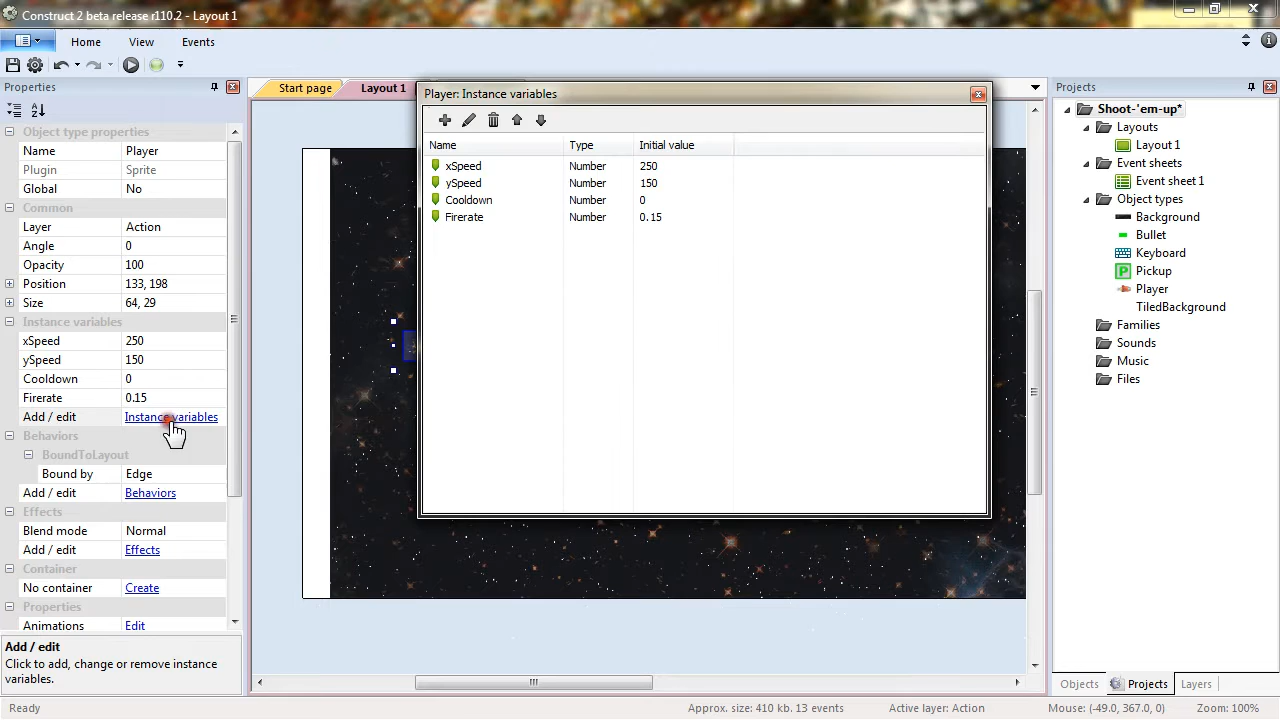 Construct 2 beta release r110.2 - Layout 1
Home View Events
Properties
Object type properties
Name Player
Plugin Sprite
Global No
Common
Layer Action
Angle 0
Opacity 100
Position 133, 198
Size 64, 29
Instance variables
xSpeed 250
ySpeed 150
Cooldown 0
Firerate 0.15
Add / edit Instance variables
Behaviors
BoundToLayout
Bound by Edge
Add / edit Behaviors
Effects
Blend mode Normal
Add / edit Effects
Container
No container Create
Properties
Animations Edit
Add / edit
Click to add, change or remove instance
variables.
Start page Layout 1
Player: Instance variables
Name Type Initial value
xSpeed Number 250
ySpeed Number 150
Cooldown Number 0
Firerate Number 0.15
Projects
Shoot-'em-up*
Layouts
Layout 1
Event sheets
Event sheet 1
Object types
Background
Bullet
Keyboard
Pickup
Player
TiledBackground
Families
Sounds
Music
Files
Objects Projects Layers
Ready Approx. size: 410 kb. 13 events Active layer: Action Mouse: (-49.0, 367.0, 0) Zoom: 100%